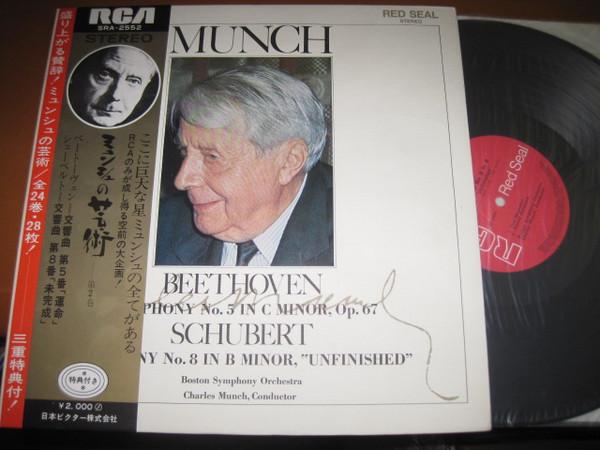 RCA
SRA-2552
STEREO
盛り上がる賛辞!ミュンシュの芸術/全24巻・28枚!
三重特典付!
ここに巨大な星ミュンシュの全てがある
RCAのみが成し得る空前の大企画!
ミュンシュの芸術
第2巻
ベートーヴェン—交響曲 第5番「運命」
シューベルト—交響曲 第8番「未完成」
特典付き
¥2,000
日本ビクター株式会社
RED SEAL
STEREO
MUNCH
BEETHOVEN
PHONY No. 5 IN C MINOR, Op. 67
SCHUBERT
NY No. 8 IN B MINOR, "UNFINISHED"
Boston Symphony Orchestra
Charles Munch, Conductor
RCA
Red Seal